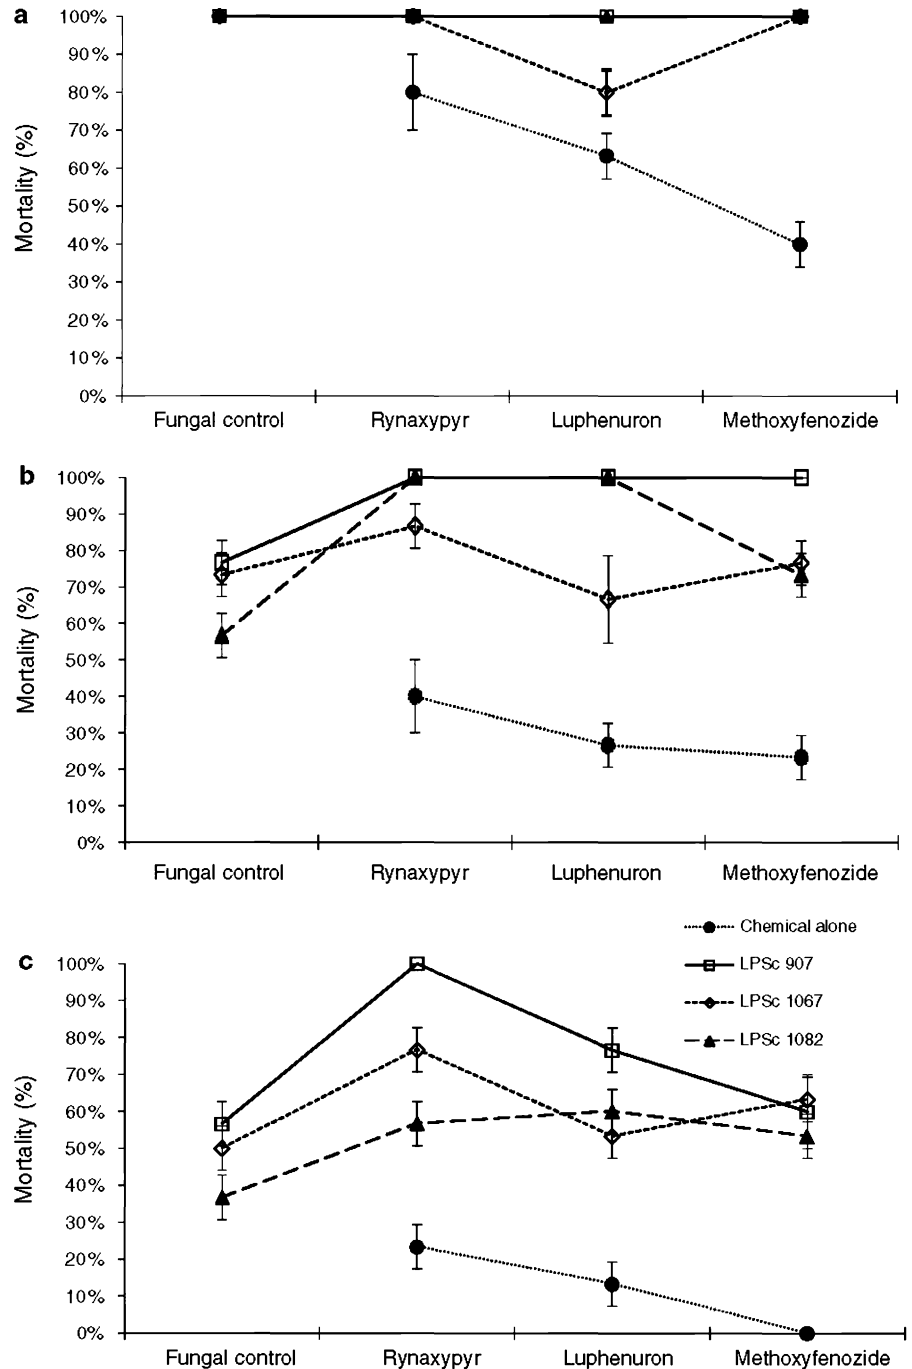 a
100%
90%
80%
70%
60%
50%
40%
30%
20%
10%
0%
Mortality (%)
Fungal control Rynaxypyr Luphenuron Methoxyfenozide
b
100%
90%
80%
70%
60%
50%
40%
30%
20%
10%
0%
Mortality (%)
Fungal control Rynaxypyr Luphenuron Methoxyfenozide
Chemical alone
LPSc 907
LPSc 1067
LPSc 1082
c
100%
90%
80%
70%
60%
50%
40%
30%
20%
10%
0%
Mortality (%)
Fungal control Rynaxypyr Luphenuron Methoxyfenozide